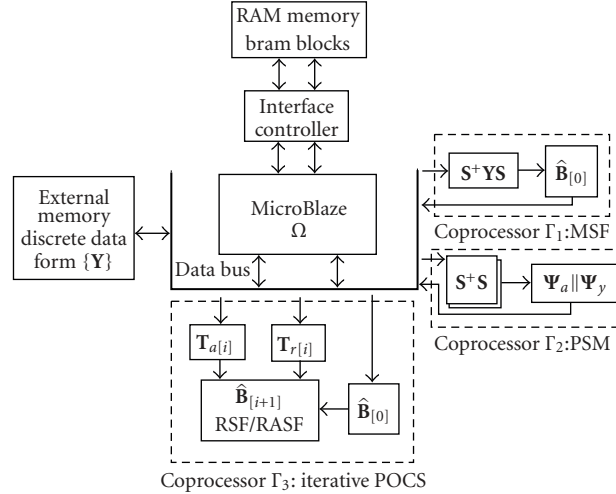 RAM memory
bram blocks
Interface
controller
MicroBlaze
Ω
Data bus
External
memory
discrete data
form {Y}
S⁺YS
B̂[0]
Coprocessor Γ₁:MSF
S⁺S
Ψₐ||Ψᵧ
Coprocessor Γ₂:PSM
Tₐ[i]
Tᵣ[i]
B̂[i+1]
RSF/RASF
B̂[0]
Coprocessor Γ₃: iterative POCS